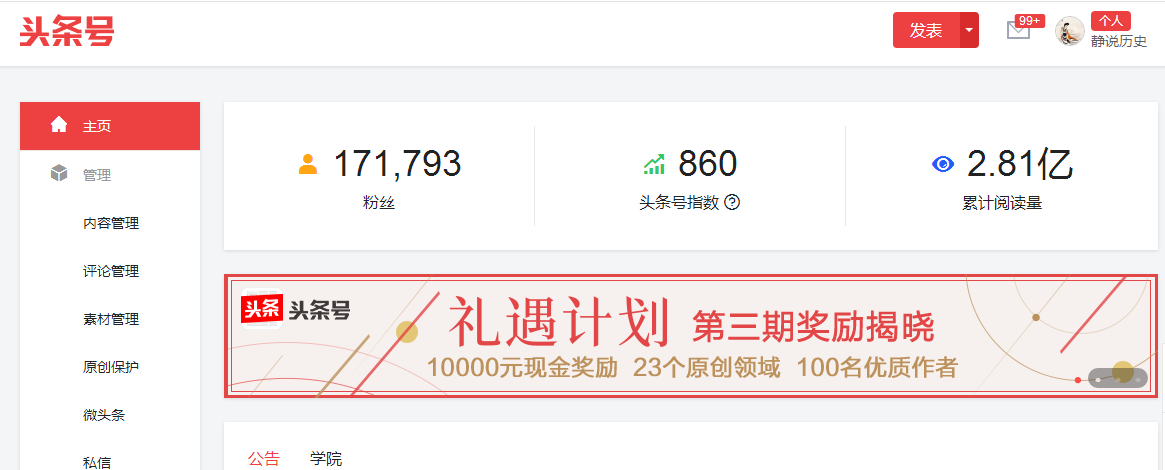 头条号
发表
99+
个人
静说历史
主页
管理
内容管理
评论管理
素材管理
原创保护
微头条
私信
171,793
粉丝
860
头条号指数
2.81亿
累计阅读量
头条 头条号
礼遇计划 第三期奖励揭晓
10000元现金奖励 23个原创领域 100名优质作者
公告 学院